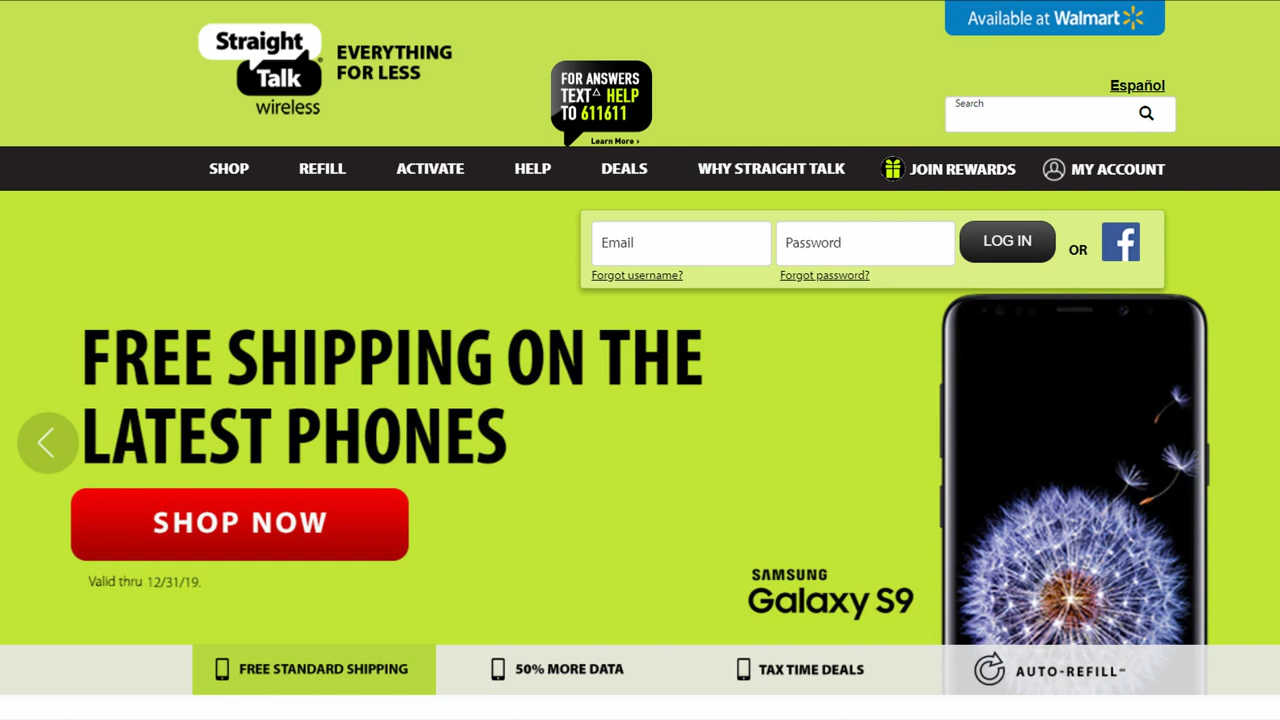 Available at Walmart
Straight
Talk
wireless
EVERYTHING
FOR LESS
FOR ANSWERS
TEXT△ HELP
TO 611611
Learn More ›
Español
Search
SHOP REFILL ACTIVATE HELP DEALS WHY STRAIGHT TALK JOIN REWARDS MY ACCOUNT
Email Password LOG IN OR f
Forgot username? Forgot password?
FREE SHIPPING ON THE
LATEST PHONES
SHOP NOW
Valid thru 12/31/19.
SAMSUNG
Galaxy S9
FREE STANDARD SHIPPING 50% MORE DATA TAX TIME DEALS AUTO-REFILL℠